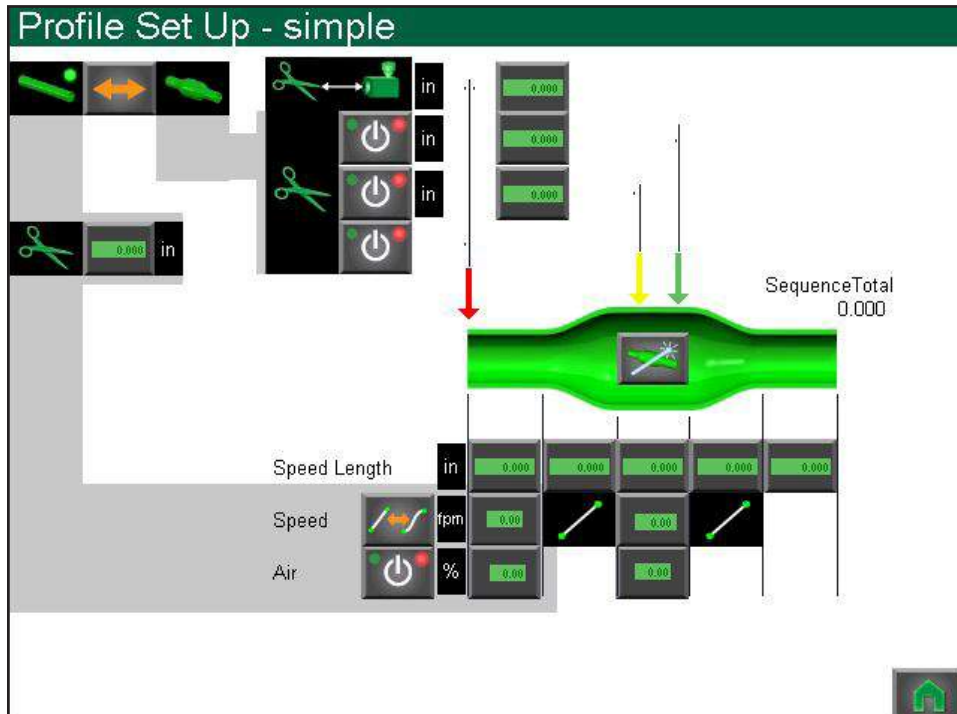 Profile Set Up - simple
in 0.000
in 0.000
in 0.000
0.000 in
SequenceTotal
0.000
Speed Length in 0.000 0.000 0.000 0.000 0.000
Speed fpm 0.00 0.00
Air % 0.00 0.00